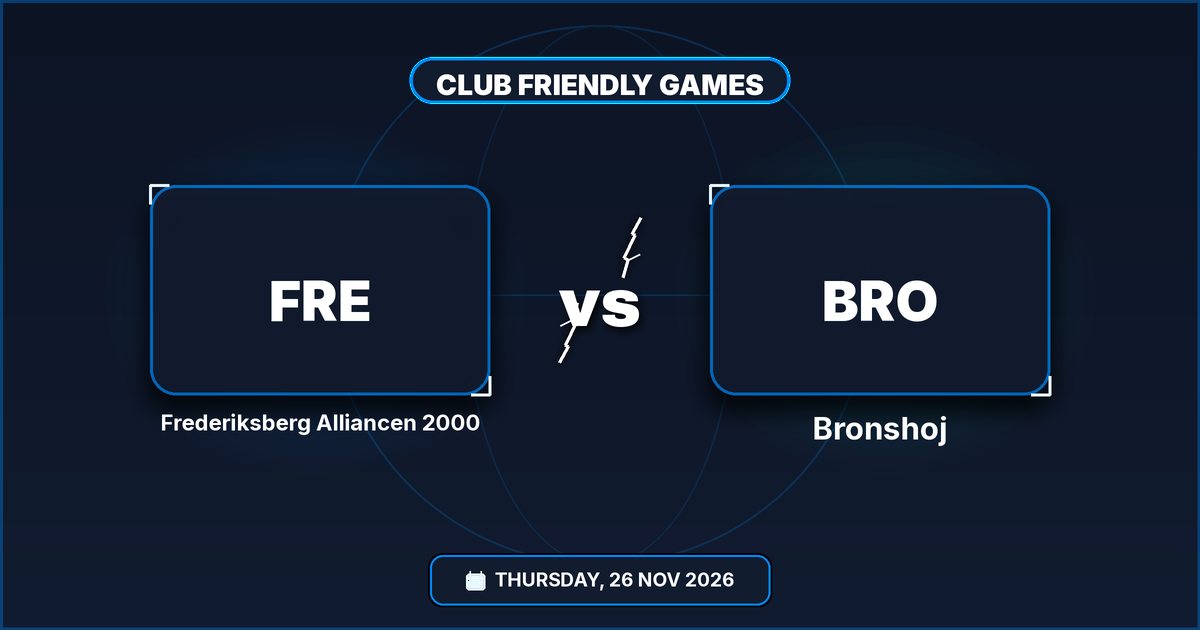 CLUB FRIENDLY GAMES
FRE
vs
BRO
Frederiksberg Alliancen 2000
Bronshoj
THURSDAY, 26 NOV 2026